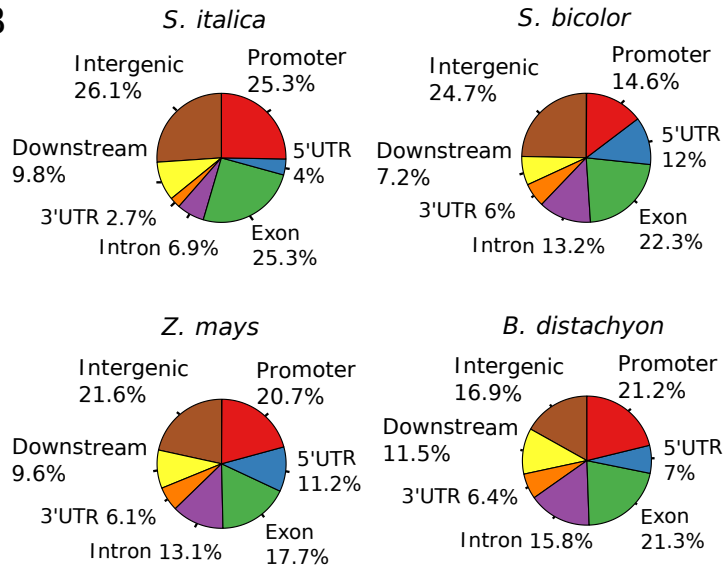 B
S. italica
Intergenic
26.1%
Promoter
25.3%
5'UTR
4%
Exon
25.3%
Intron 6.9%
3'UTR 2.7%
Downstream
9.8%
S. bicolor
Intergenic
24.7%
Promoter
14.6%
5'UTR
12%
Exon
22.3%
Intron 13.2%
3'UTR 6%
Downstream
7.2%
Z. mays
Intergenic
21.6%
Promoter
20.7%
5'UTR
11.2%
Exon
17.7%
Intron 13.1%
3'UTR 6.1%
Downstream
9.6%
B. distachyon
Intergenic
16.9%
Promoter
21.2%
5'UTR
7%
Exon
21.3%
Intron 15.8%
3'UTR 6.4%
Downstream
11.5%